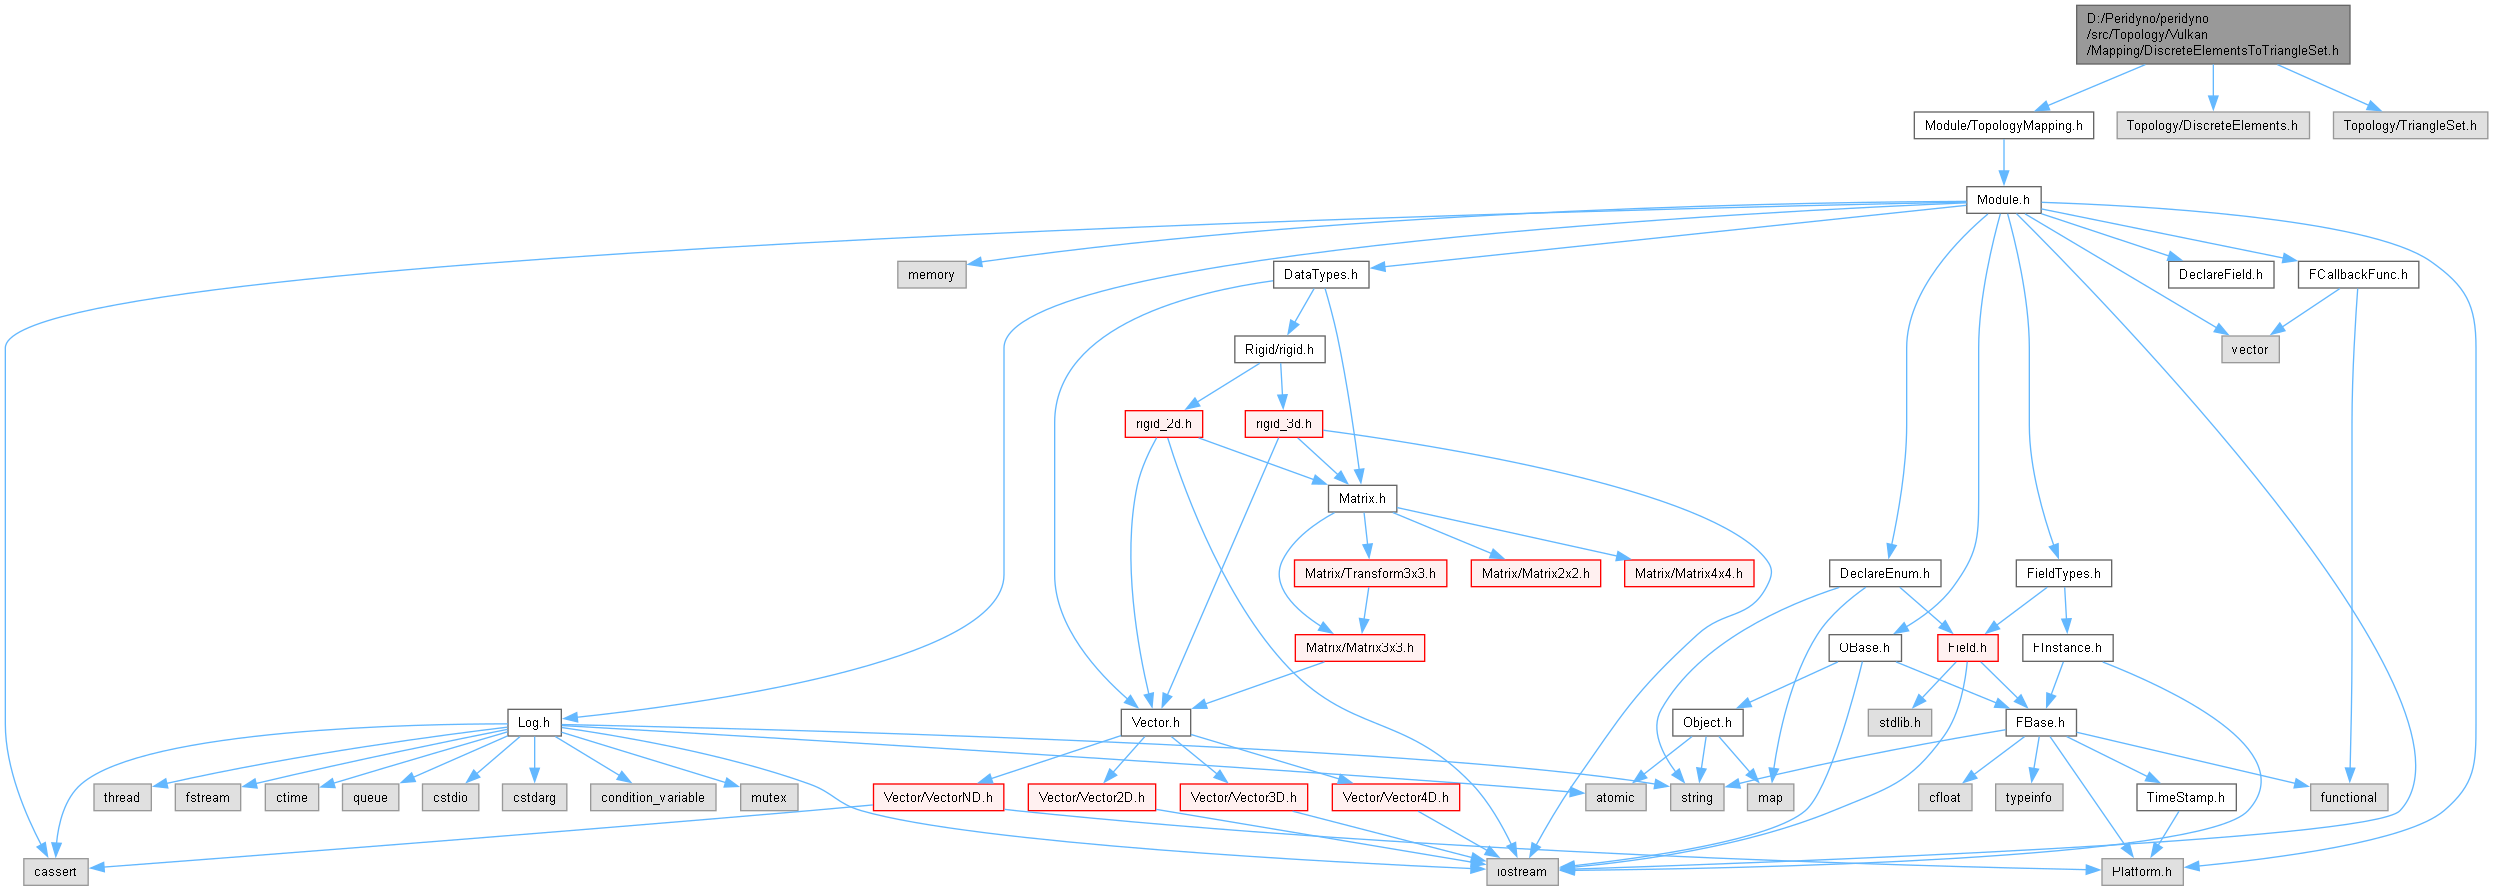 D:/Peridyno/peridyno
/src/Topology/Vulkan
/Mapping/DiscreteElementsToTriangleSet.h
Module/TopologyMapping.h
Topology/DiscreteElements.h
Topology/TriangleSet.h
Module.h
memory
DataTypes.h
DeclareField.h
FCallbackFunc.h
Rigid/rigid.h
vector
rigid_2d.h
rigid_3d.h
Matrix.h
Matrix/Transform3x3.h
Matrix/Matrix2x2.h
Matrix/Matrix4x4.h
DeclareEnum.h
FieldTypes.h
Matrix/Matrix3x3.h
OBase.h
Field.h
FInstance.h
Log.h
Vector.h
Object.h
stdlib.h
FBase.h
thread
fstream
ctime
queue
cstdio
cstdarg
condition_variable
mutex
Vector/VectorND.h
Vector/Vector2D.h
Vector/Vector3D.h
Vector/Vector4D.h
atomic
string
map
cfloat
typeinfo
TimeStamp.h
functional
cassert
iostream
Platform.h